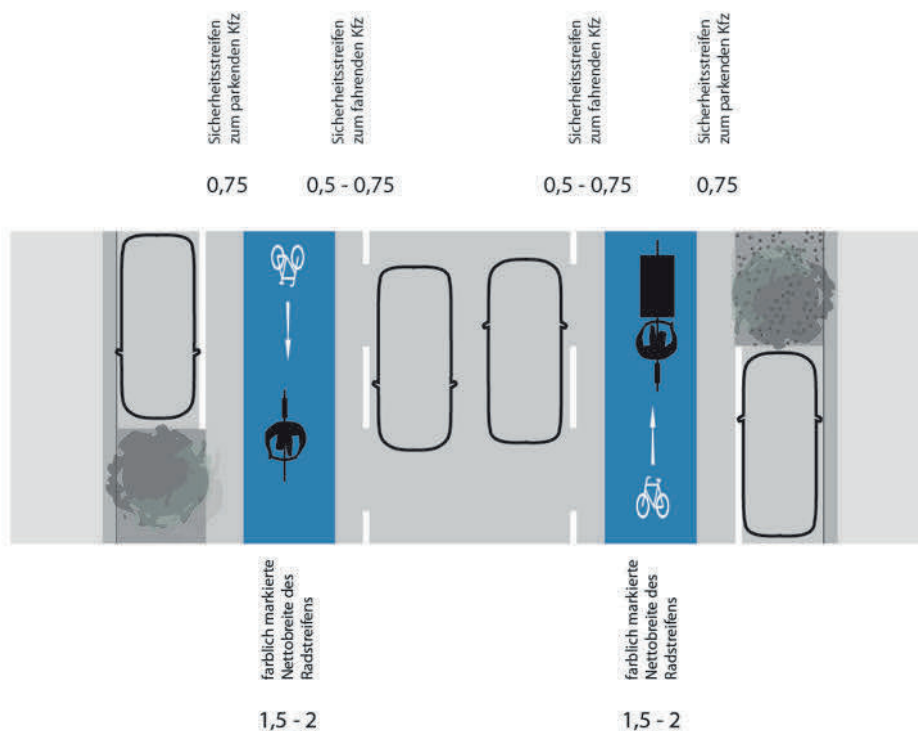 Sicherheitsstreifen
zum parkenden Kfz
Sicherheitsstreifen
zum fahrenden Kfz
Sicherheitsstreifen
zum fahrenden Kfz
Sicherheitsstreifen
zum parkenden Kfz
0,75
0,5 - 0,75
0,5 - 0,75
0,75
farblich markierte
Nettobreite des
Radstreifens
farblich markierte
Nettobreite des
Radstreifens
1,5 - 2
1,5 - 2